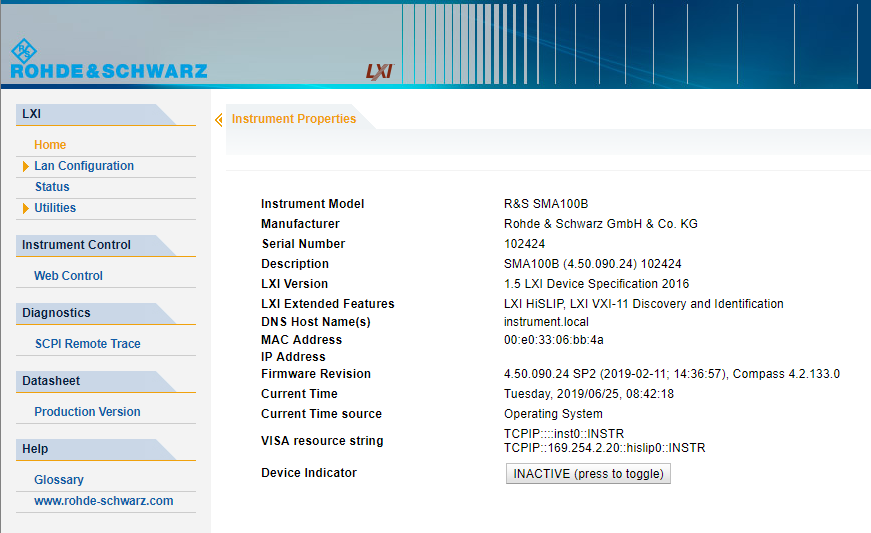 ROHDE & SCHWARZ
LXI
LXI
Home
Lan Configuration
Status
Utilities
Instrument Control
Web Control
Diagnostics
SCPI Remote Trace
Datasheet
Production Version
Help
Glossary
www.rohde-schwarz.com
Instrument Properties
Instrument Model R&S SMA100B
Manufacturer Rohde & Schwarz GmbH & Co. KG
Serial Number 102424
Description SMA100B (4.50.090.24) 102424
LXI Version 1.5 LXI Device Specification 2016
LXI Extended Features LXI HiSLIP, LXI VXI-11 Discovery and Identification
DNS Host Name(s) instrument.local
MAC Address 00:e0:33:06:bb:4a
IP Address
Firmware Revision 4.50.090.24 SP2 (2019-02-11; 14:36:57), Compass 4.2.133.0
Current Time Tuesday, 2019/06/25, 08:42:18
Current Time source Operating System
VISA resource string TCPIP::::inst0::INSTR
TCPIP::169.254.2.20::hislip0::INSTR
Device Indicator INACTIVE (press to toggle)